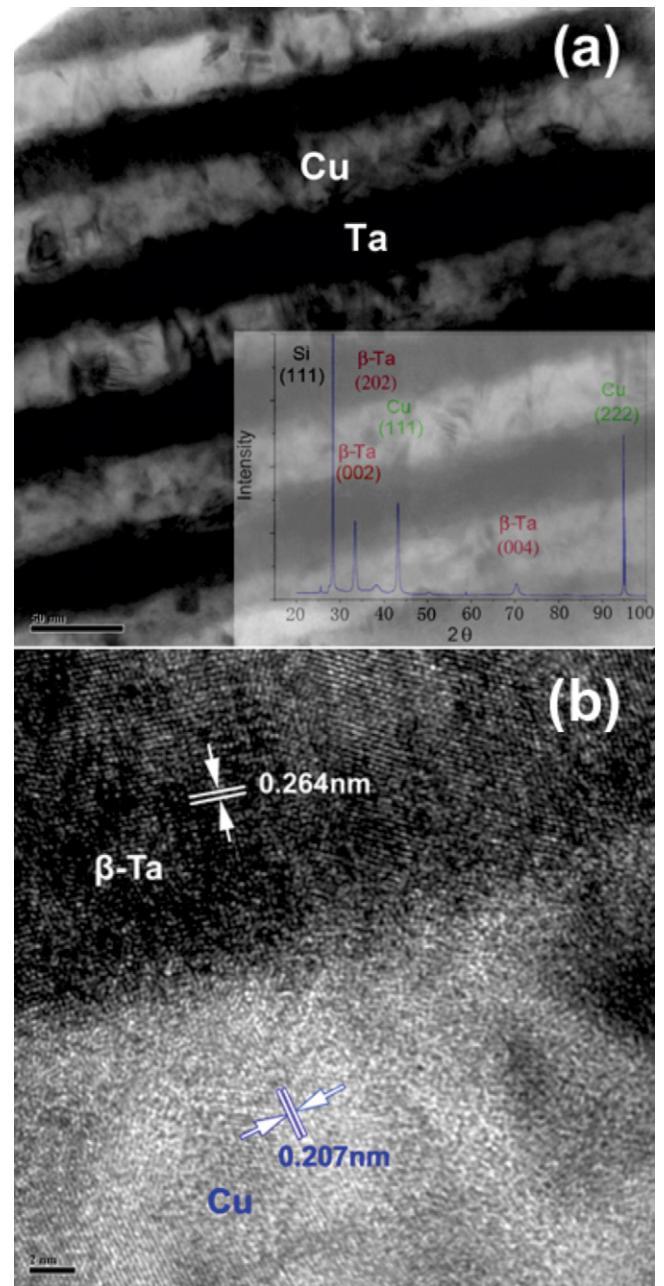 (a)
Cu
Ta
Si
(111)
β-Ta
(202)
Cu
(111)
Cu
(222)
β-Ta
(002)
β-Ta
(004)
Intensity
20 30 40 50 60 70 80 90 100
2θ
50 nm
(b)
0.264nm
β-Ta
0.207nm
Cu
2 nm